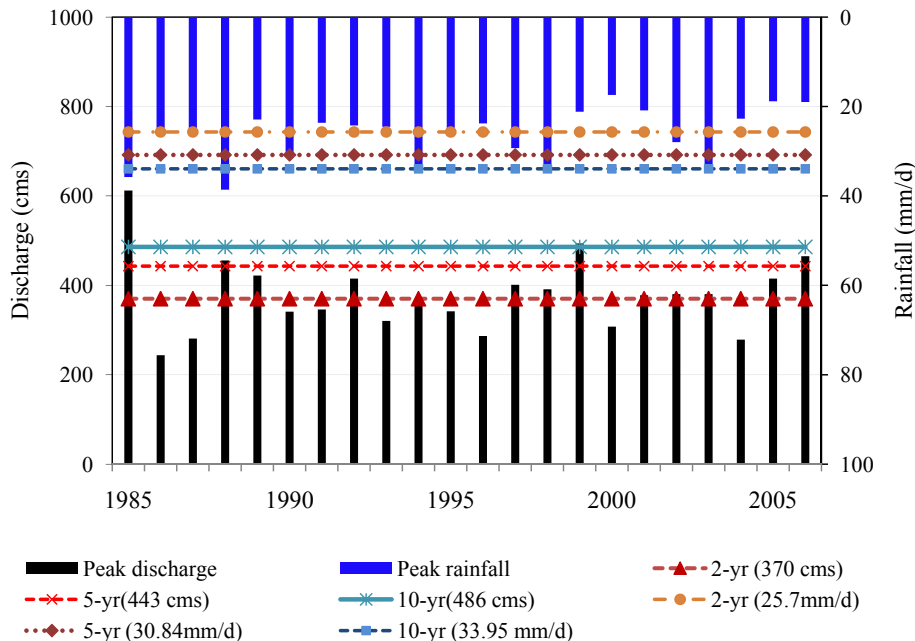 1000
800
600
400
200
0
Discharge (cms)
0
20
40
60
80
100
Rainfall (mm/d)
1985 1990 1995 2000 2005
Peak discharge Peak rainfall 2-yr (370 cms)
5-yr(443 cms) 10-yr(486 cms) 2-yr (25.7mm/d)
5-yr (30.84mm/d) 10-yr (33.95 mm/d)